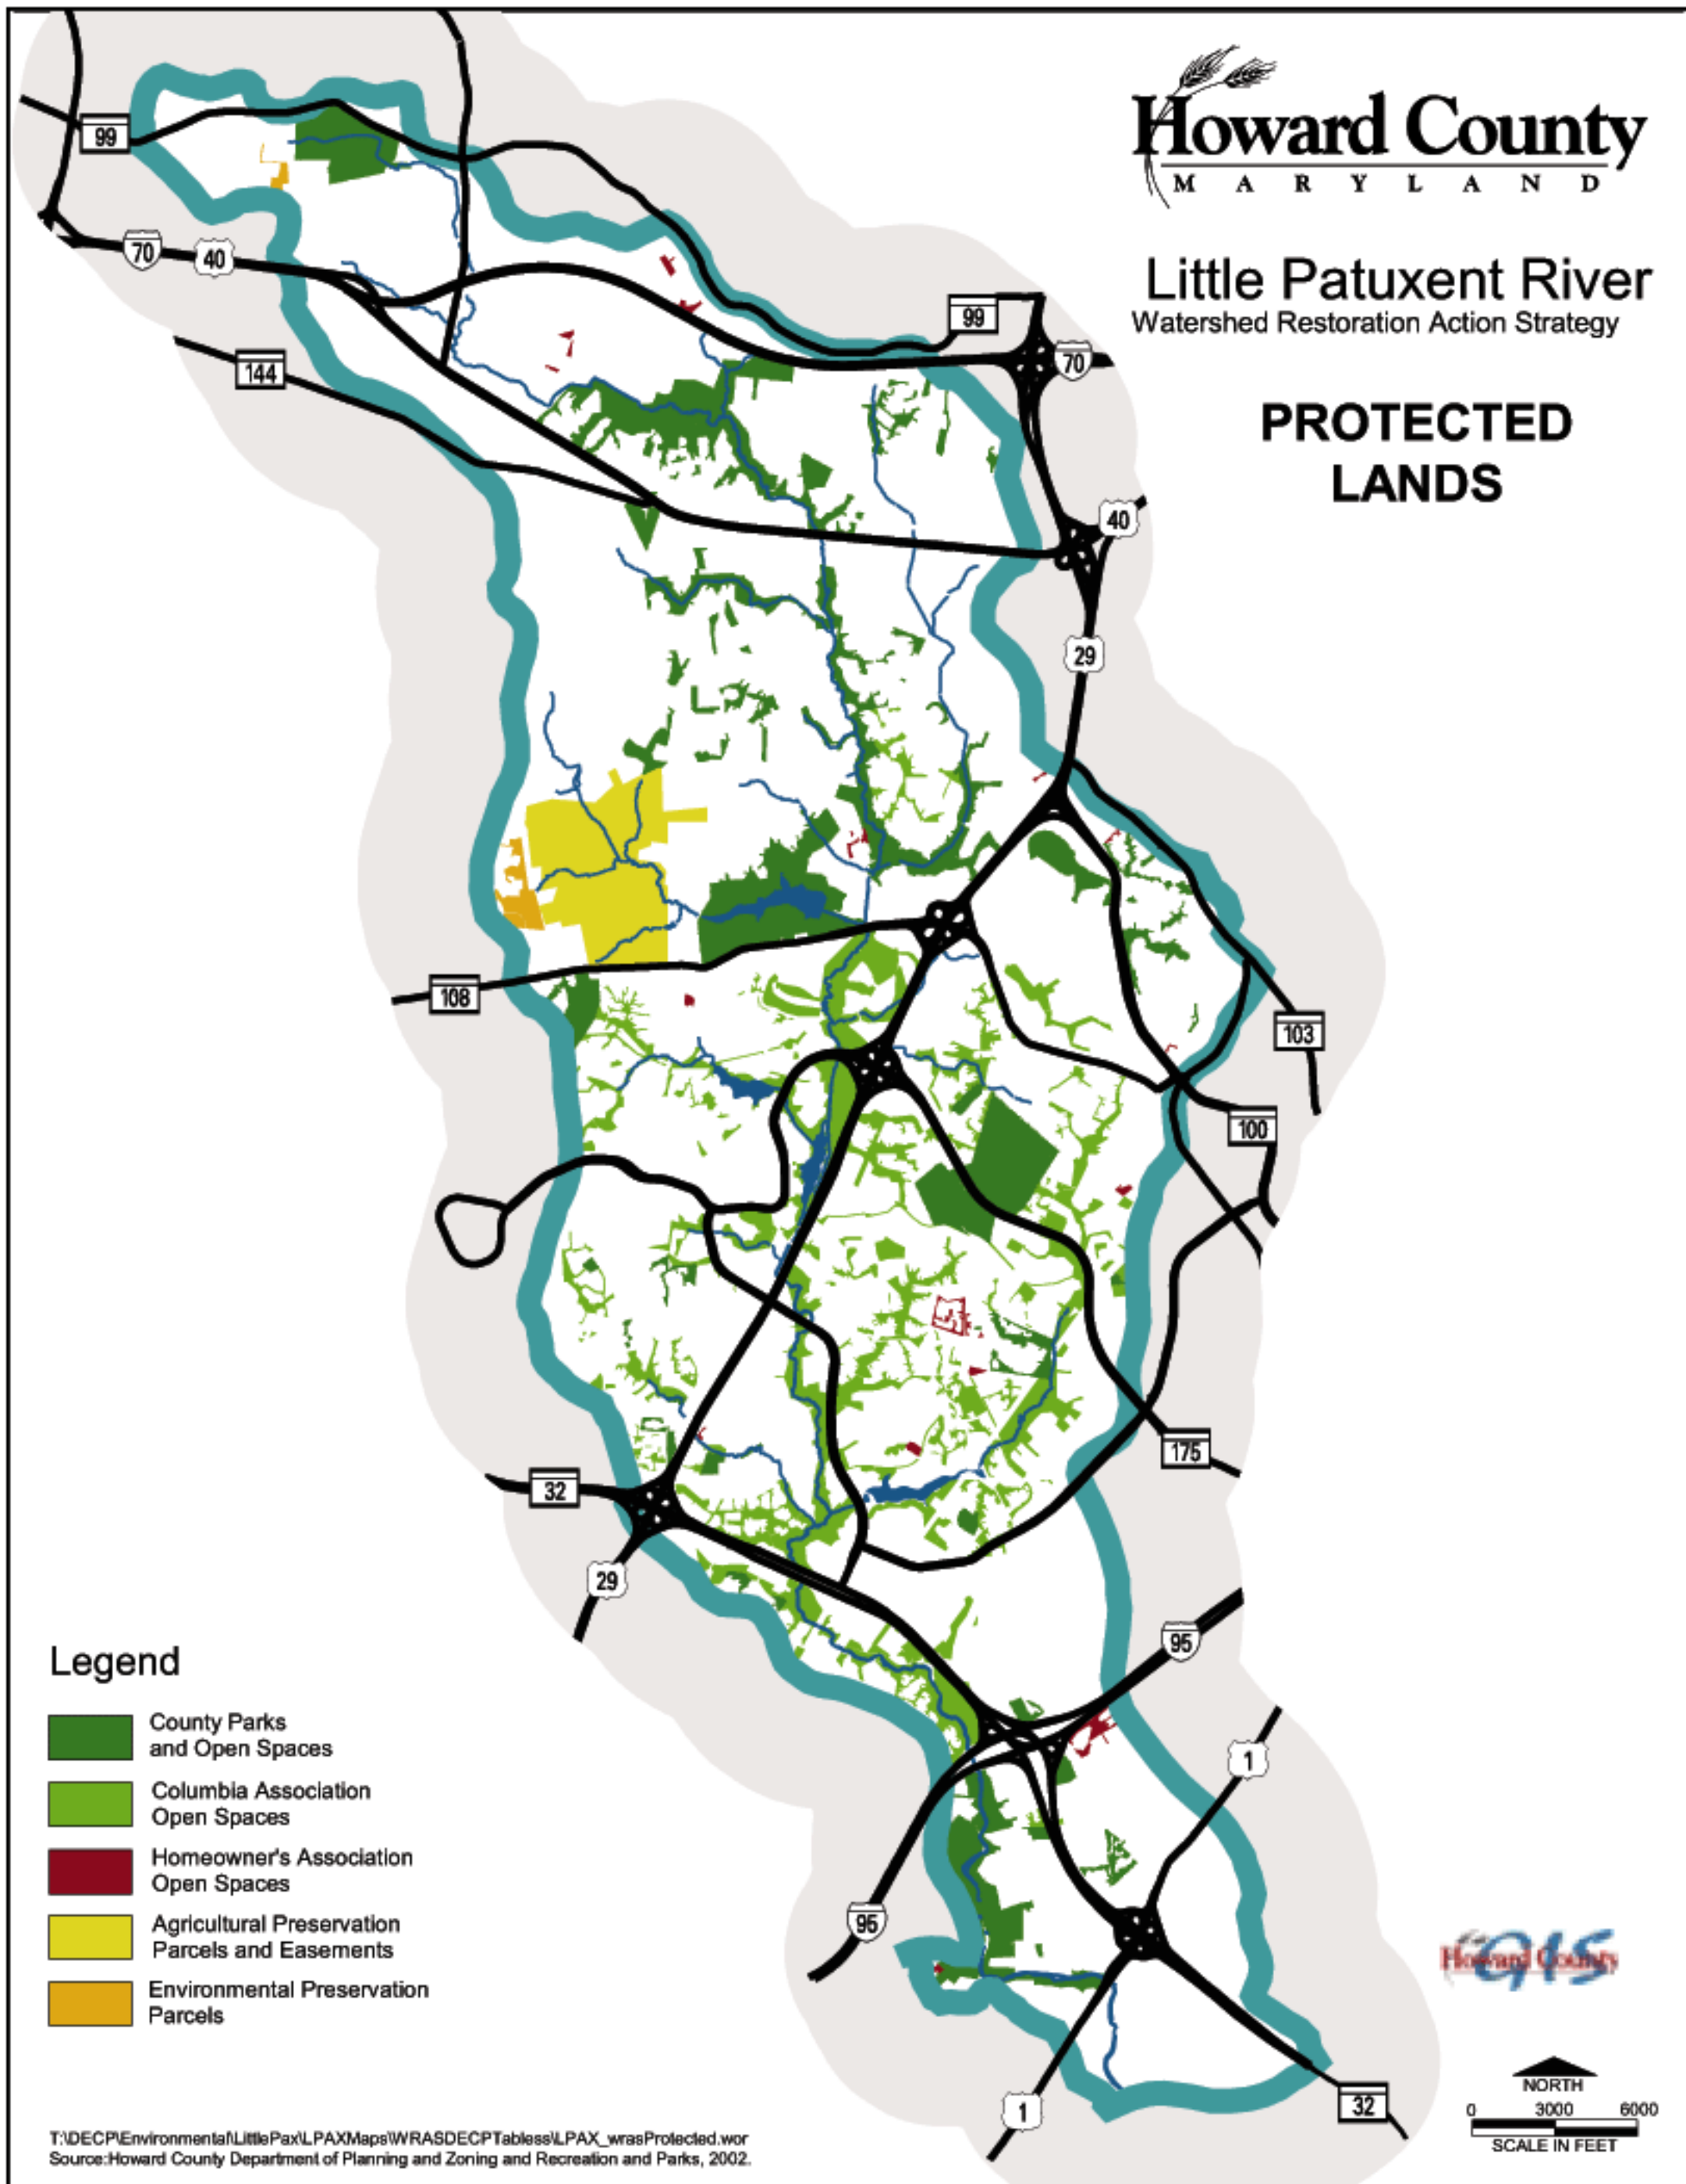 Howard County
MARYLAND
Little Patuxent River
Watershed Restoration Action Strategy
PROTECTED
LANDS
99
70
40
144
99
70
40
29
108
103
100
175
32
29
95
1
95
1
32
Legend
County Parks
and Open Spaces
Columbia Association
Open Spaces
Homeowner's Association
Open Spaces
Agricultural Preservation
Parcels and Easements
Environmental Preservation
Parcels
Howard County
GIS
NORTH
0 3000 6000
SCALE IN FEET
T:\DECP\Environmental\LittlePax\LPAXMaps\WRASDECPTabless\LPAX_wrasProtected.wor
Source:Howard County Department of Planning and Zoning and Recreation and Parks, 2002.